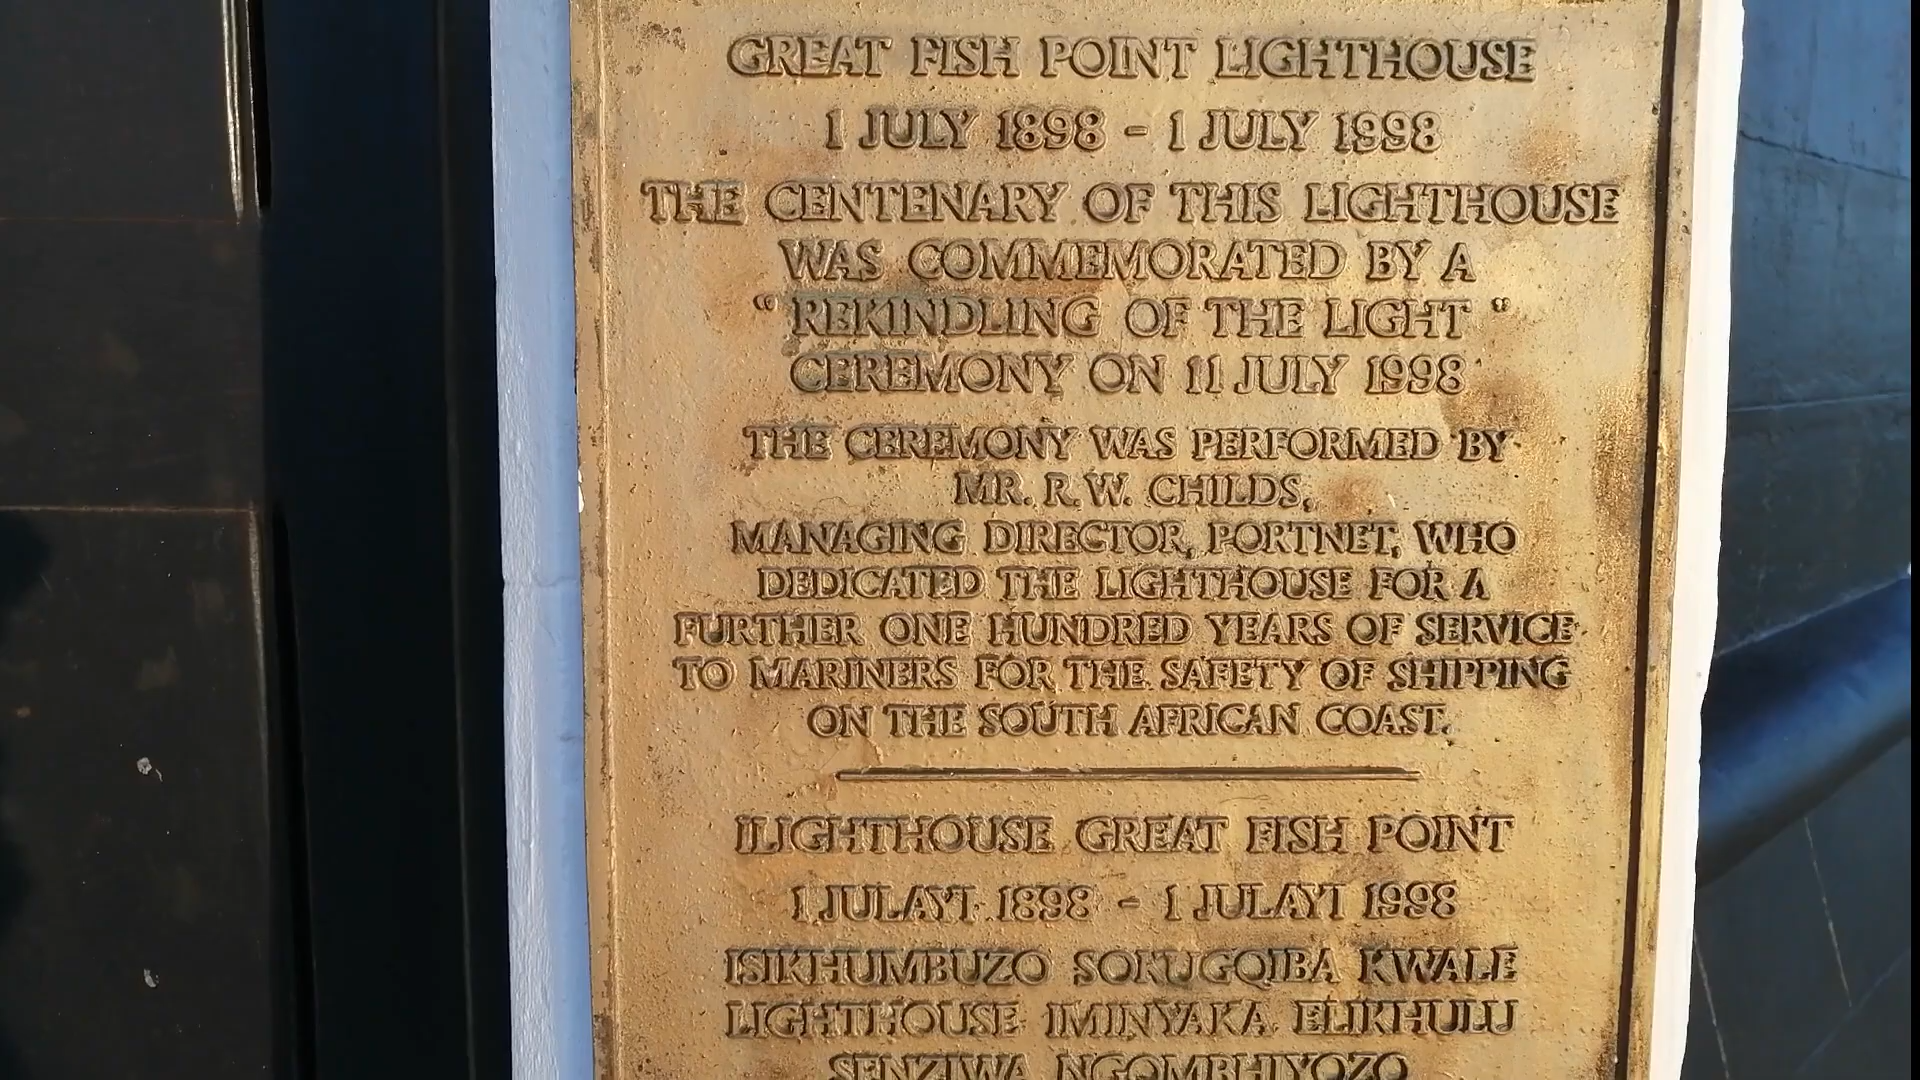 GREAT FISH POINT LIGHTHOUSE
1 JULY 1898 - 1 JULY 1998
THE CENTENARY OF THIS LIGHTHOUSE
WAS COMMEMORATED BY A
" REKINDLING OF THE LIGHT "
CEREMONY ON 11 JULY 1998
THE CEREMONY WAS PERFORMED BY
MR. R.W. CHILDS,
MANAGING DIRECTOR, PORTNET, WHO
DEDICATED THE LIGHTHOUSE FOR A
FURTHER ONE HUNDRED YEARS OF SERVICE
TO MARINERS FOR THE SAFETY OF SHIPPING
ON THE SOUTH AFRICAN COAST.
ILIGHTHOUSE GREAT FISH POINT
1 JULAYI 1898 - 1 JULAYI 1998
ISIKHUMBUZO SOKUGQIBA KWALE
LIGHTHOUSE IMINYAKA ELIKHULU
SENZIWA NGOMBHIYOZO